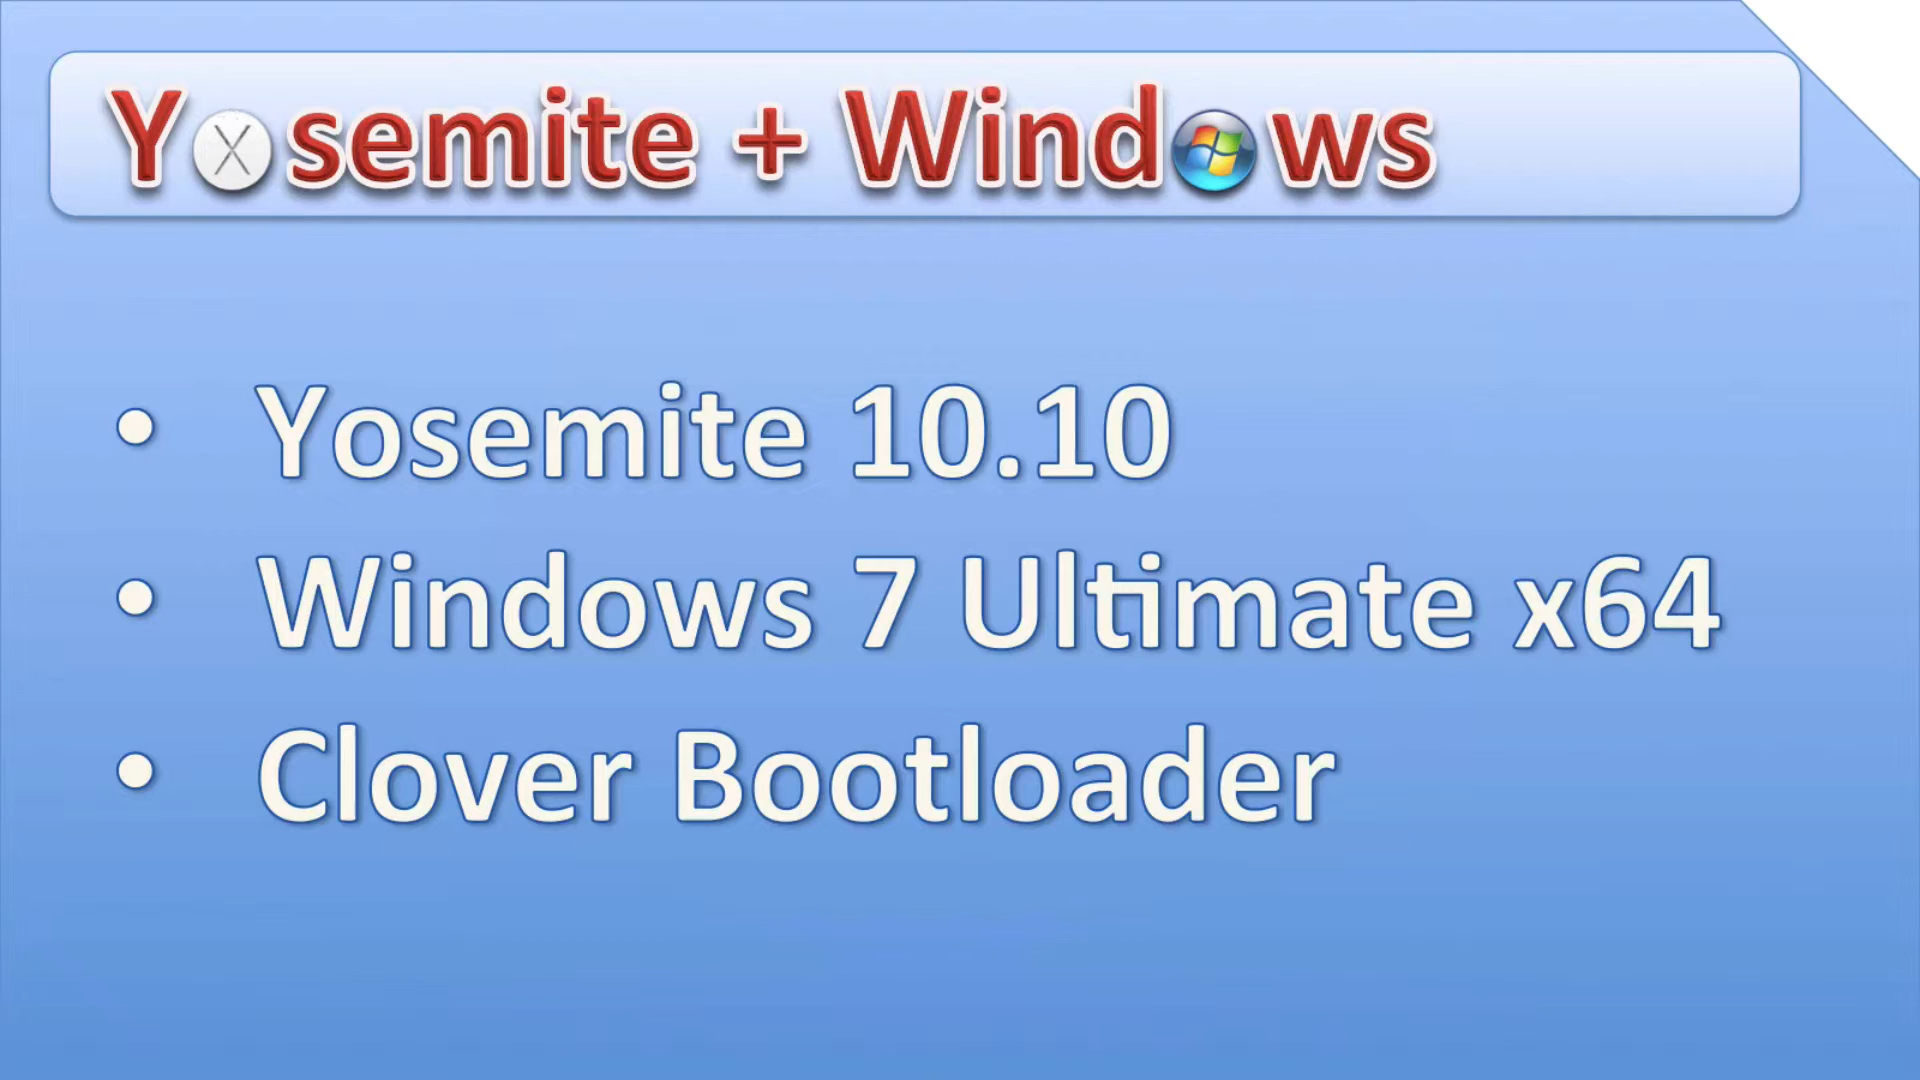 Yosemite + Windows
• Yosemite 10.10
• Windows 7 Ultimate x64
• Clover Bootloader